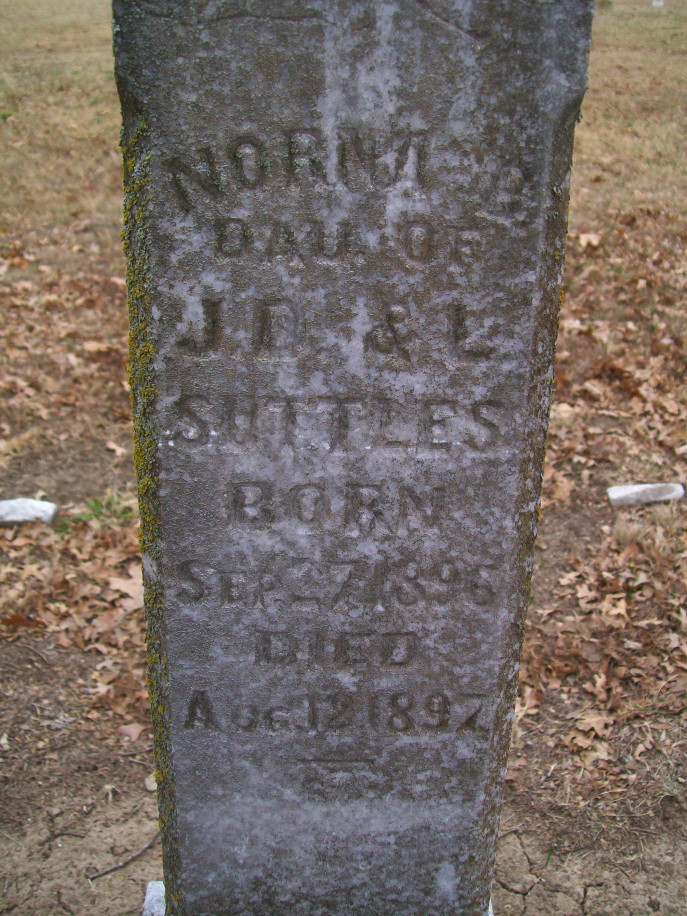 NORMA P
DAU. OF
J D & L
SUTTLES
BORN
SEP. 27, 1896
DIED
AUG. 12 1897